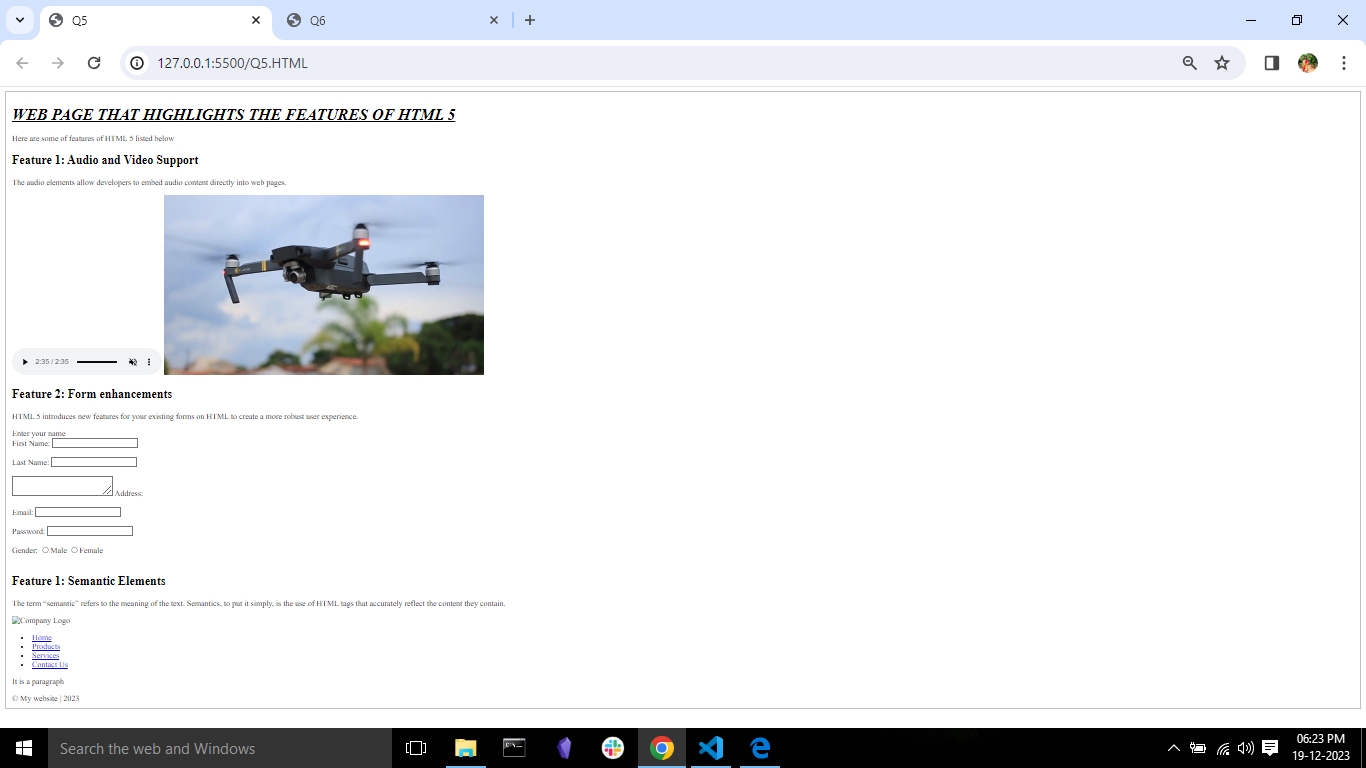 Q5
Q6
127.0.0.1:5500/Q5.HTML
WEB PAGE THAT HIGHLIGHTS THE FEATURES OF HTML 5
Here are some of features of HTML 5 listed below
Feature 1: Audio and Video Support
The audio elements allow developers to embed audio content directly into web pages.
2:35 / 2:35
Feature 2: Form enhancements
HTML 5 introduces new features for your existing forms on HTML to create a more robust user experience.
Enter your name
First Name:
Last Name:
Address:
Email:
Password:
Gender: Male Female
Feature 1: Semantic Elements
The term “semantic” refers to the meaning of the text. Semantics, to put it simply, is the use of HTML tags that accurately reflect the content they contain.
Company Logo
Home
Products
Services
Contact Us
It is a paragraph
© My website | 2023
Search the web and Windows
06:23 PM
19-12-2023